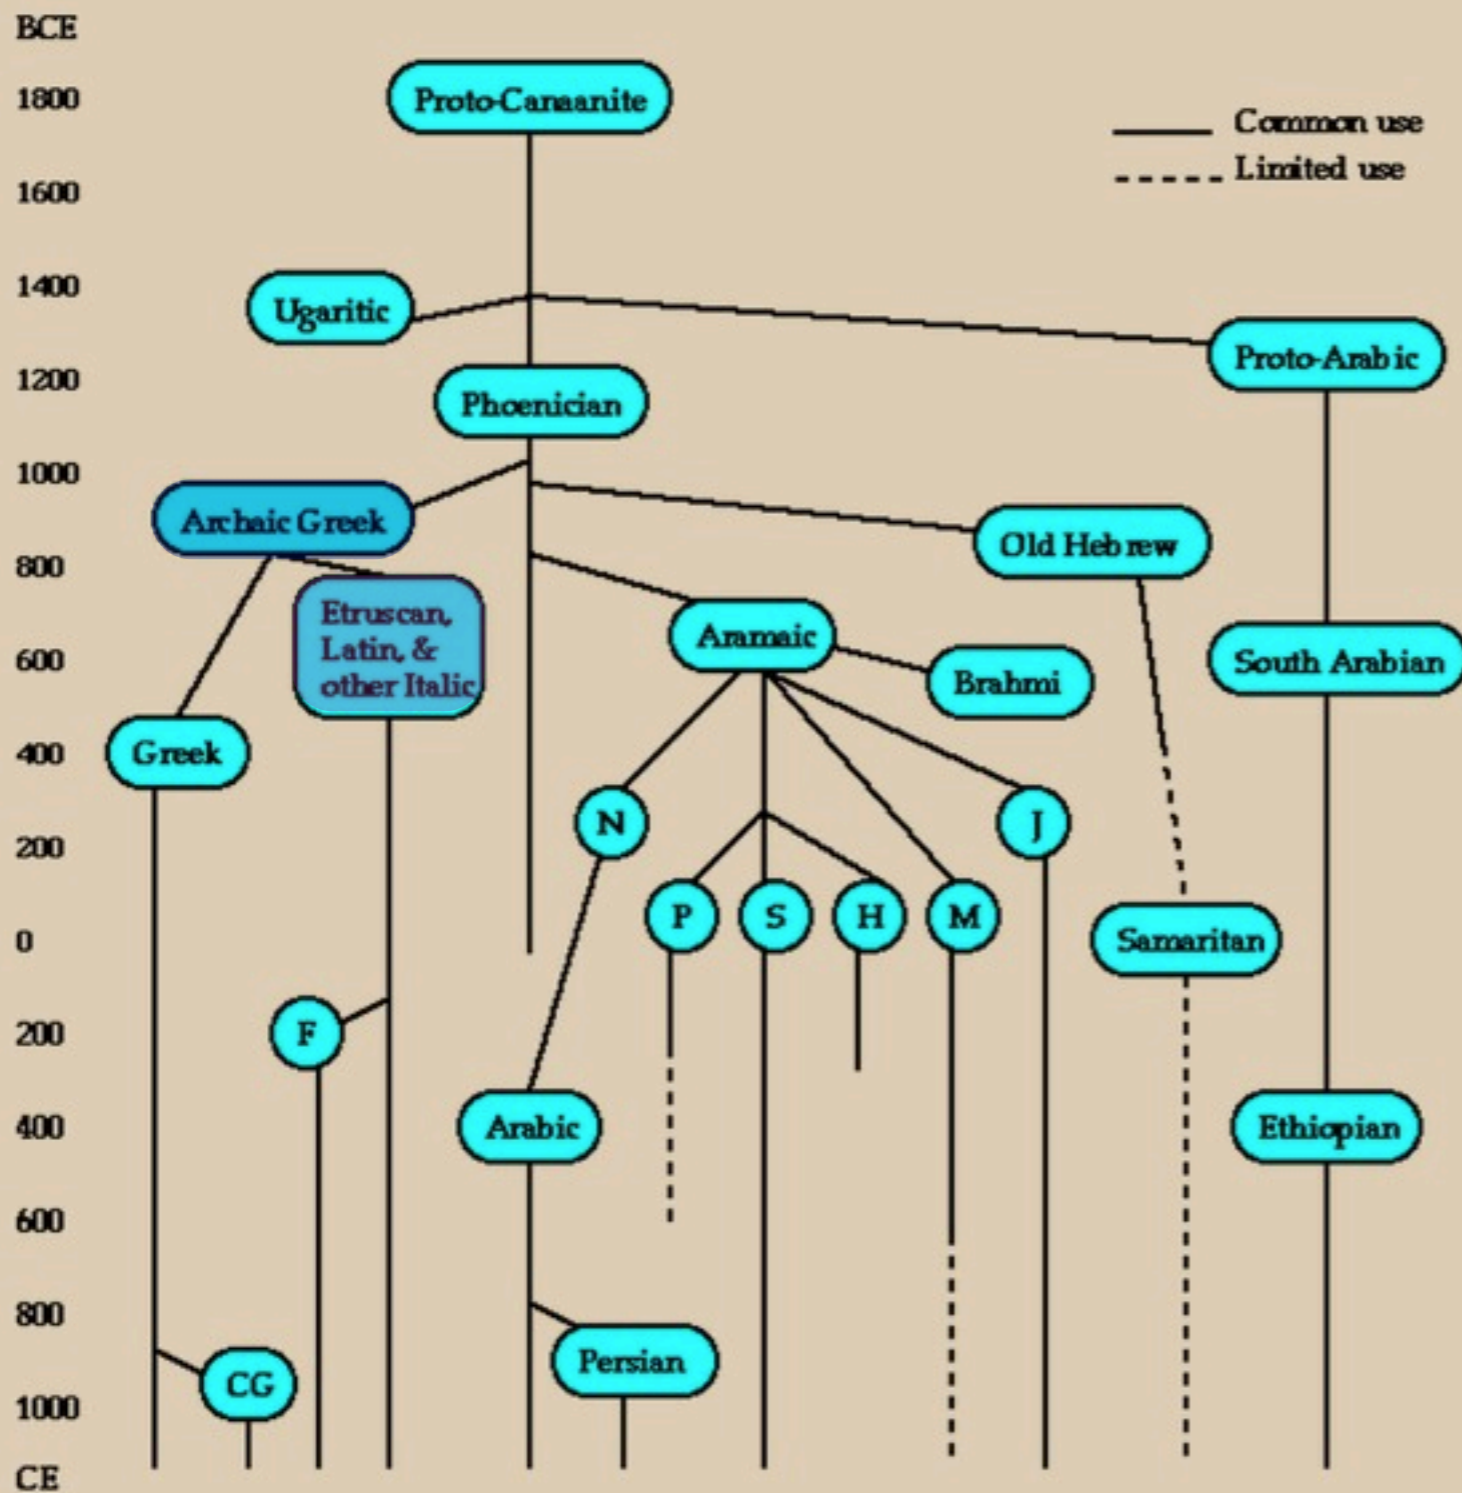 BCE
1800
Proto-Canaanite
Common use
1600
Limited use
1400
Ugaritic
Proto-Arabic
1200
Phoenician
1000
Archaic Greek
Old Hebrew
800
Etruscan,
Latin, &
other Italic
Aramaic
600
Brahmi
South Arabian
400
Greek
N
J
200
P
S
H
M
0
Samaritan
200
F
400
Arabic
Ethiopian
600
800
Persian
CG
1000
CE